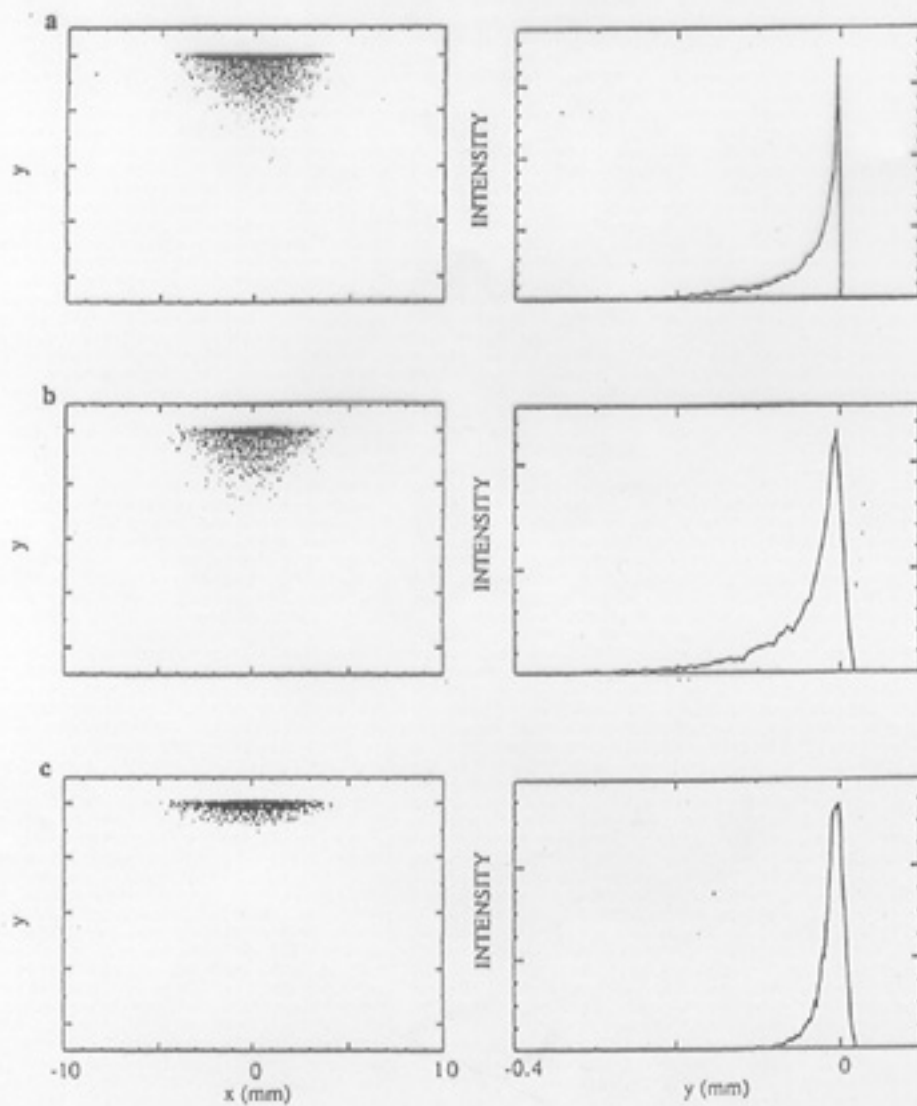 a
y
INTENSITY
b
y
INTENSITY
c
y
INTENSITY
-10 0 10
x (mm)
-0.4 0
y (mm)